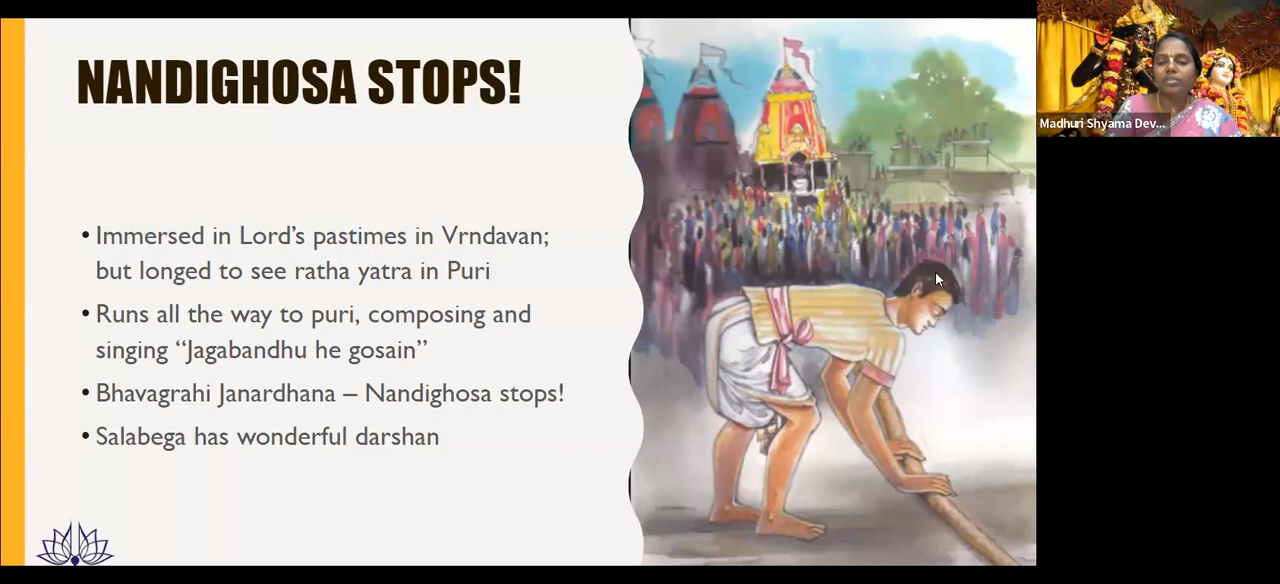 NANDIGHOSA STOPS!
• Immersed in Lord’s pastimes in Vrndavan;
but longed to see ratha yatra in Puri
• Runs all the way to puri, composing and
singing “Jagabandhu he gosain”
• Bhavagrahi Janardhana – Nandighosa stops!
• Salabega has wonderful darshan
Madhuri Shyama Dev...